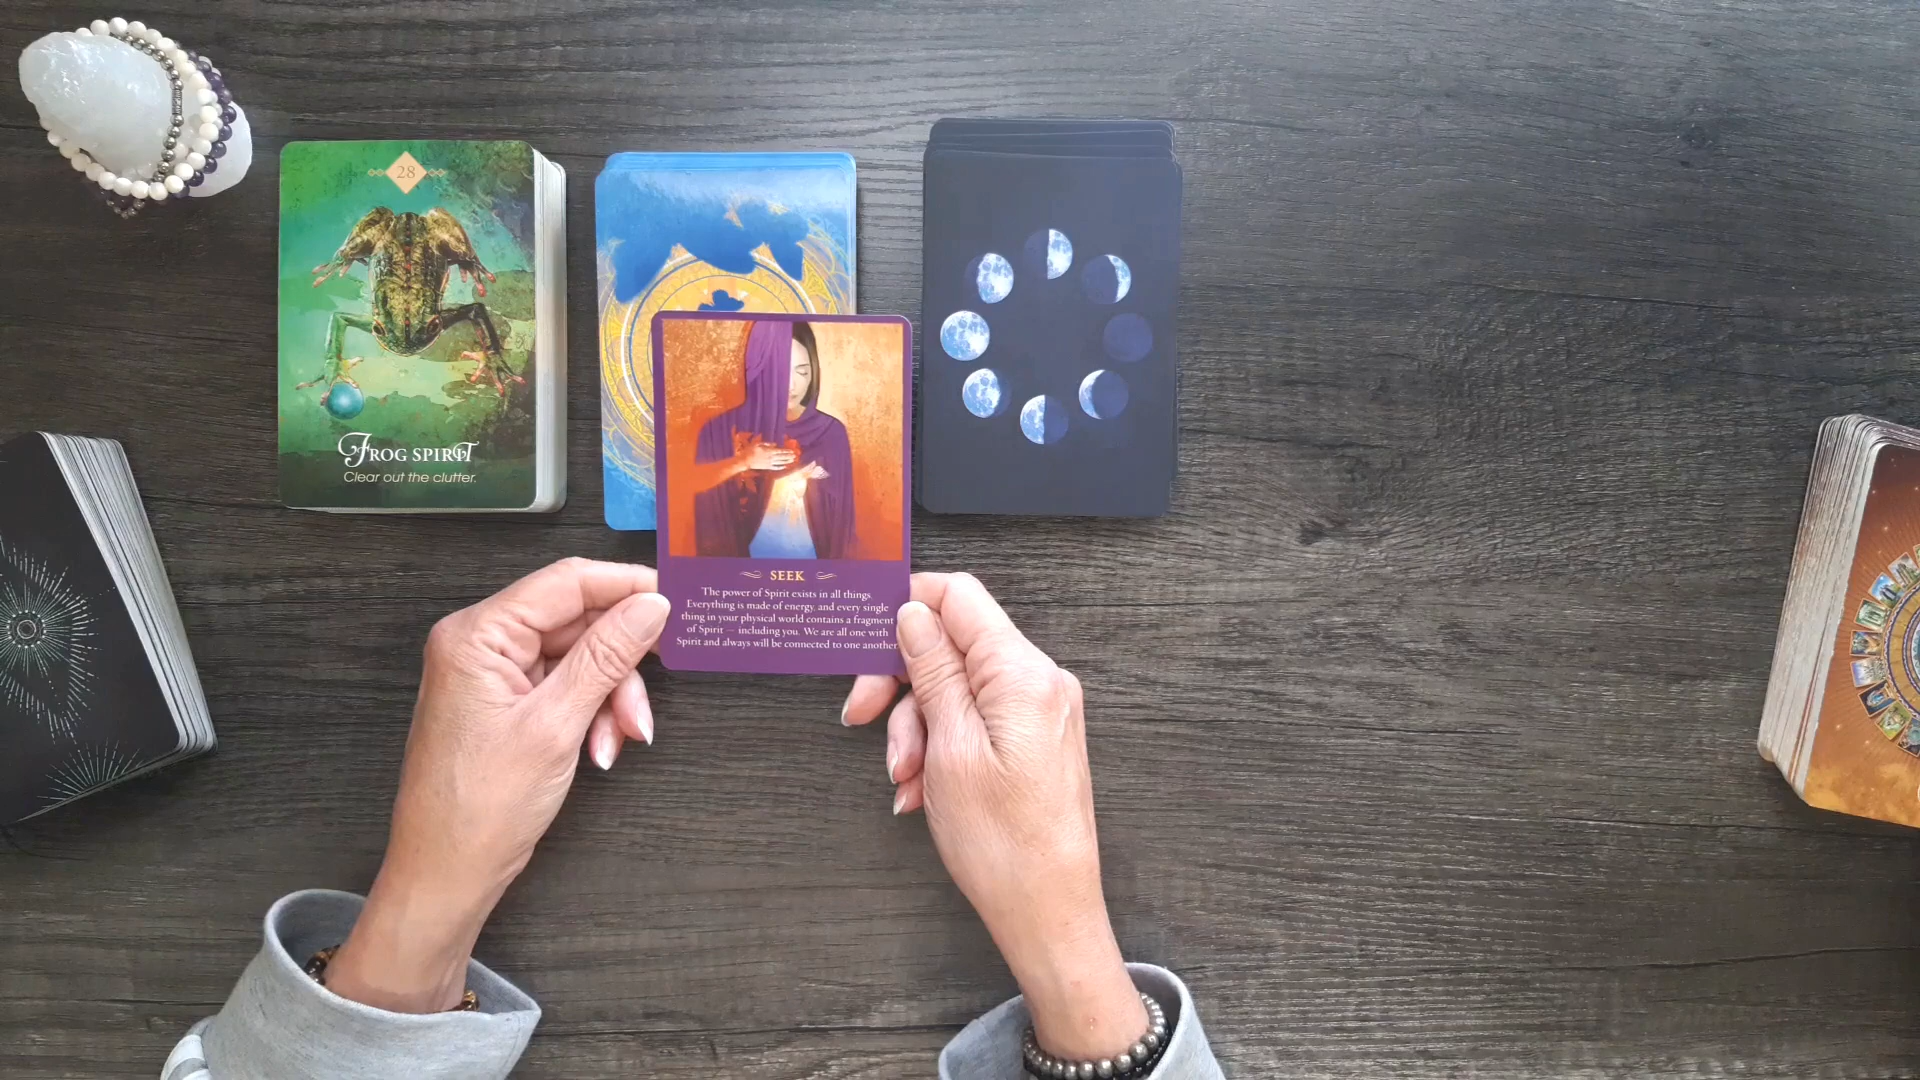 28
FROG SPIRIT
Clear out the clutter.
SEEK
The power of Spirit exists in all things.
Everything is made of energy, and every single
thing in your physical world contains a fragment
of Spirit — including you. We are all one with
Spirit and always will be connected to one another.